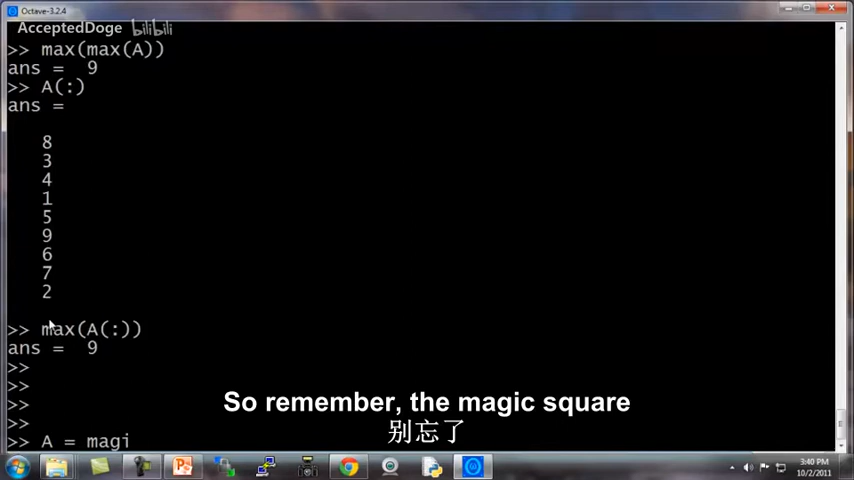 Octave-3.2.4
AcceptedDoge bilibili
>> max(max(A))
ans =  9
>> A(:)
ans =
8
3
4
1
5
9
6
7
2
>> max(A(:))
ans =  9
>>
>>
>>
>>
>> A = magi
So remember, the magic square
别忘了
3:40 PM
10/2/2011